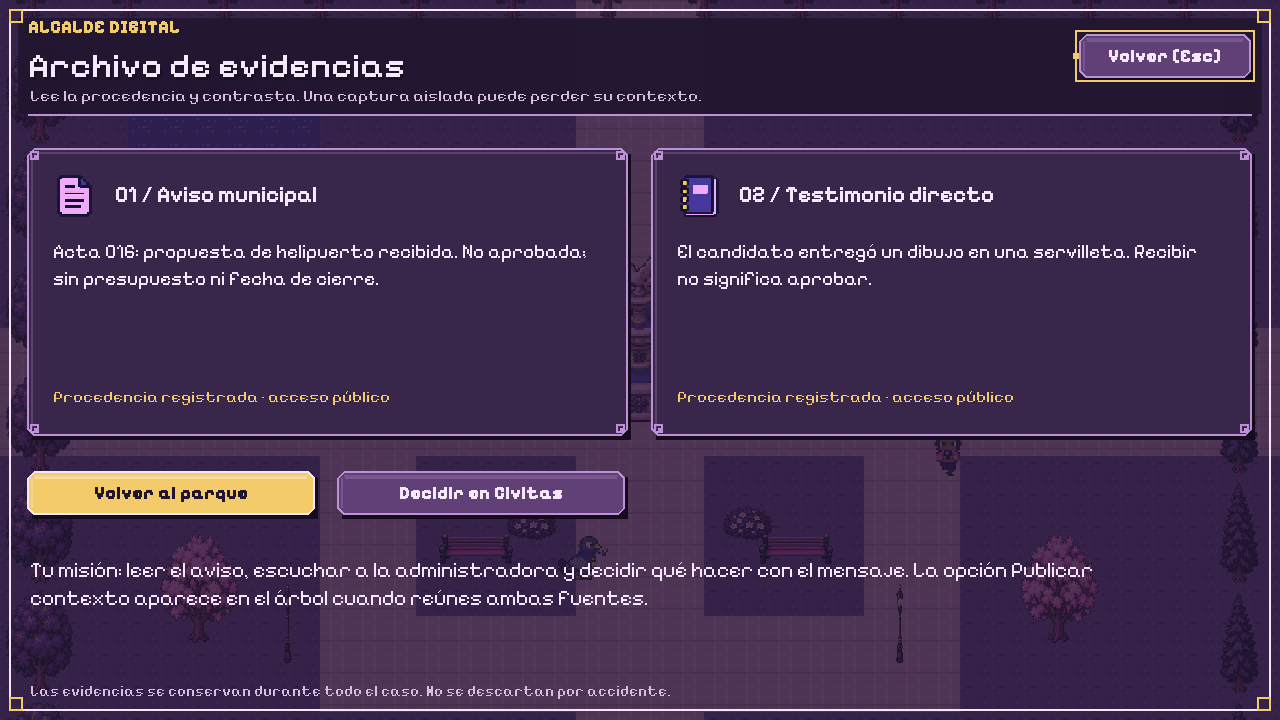 ALCALDE DIGITAL
Archivo de evidencias
Volver (Esc)
Lee la procedencia y contrasta. Una captura aislada puede perder su contexto.
01 / Aviso municipal
Acta 016: propuesta de helipuerto recibida. No aprobada;
sin presupuesto ni fecha de cierre.
Procedencia registrada · acceso público
02 / Testimonio directo
El candidato entregó un dibujo en una servilleta. Recibir
no significa aprobar.
Procedencia registrada · acceso público
Volver al parque
Decidir en Civitas
Tu misión: leer el aviso, escuchar a la administradora y decidir qué hacer con el mensaje. La opción Publicar
contexto aparece en el árbol cuando reúnes ambas fuentes.
Las evidencias se conservan durante todo el caso. No se descartan por accidente.